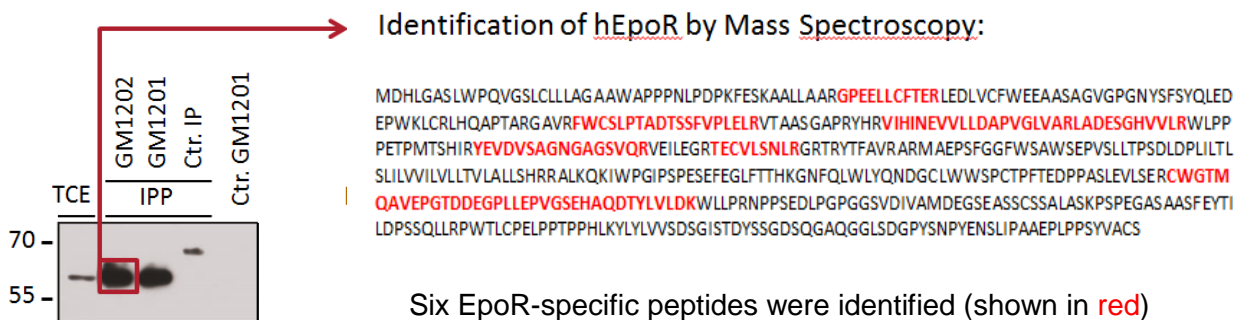 Identification of hEpoR by Mass Spectroscopy:
GM1202
GM1201
Ctr. IP
Ctr. GM1201
TCE
IPP
70
55
MDHLGASLWPQVGSLCLLLAGAAWAPPPNLPDPKFESKAALLAARGPEELLCFTERLEDLVCFWEEAASAGVGPGNYSFSYQLED
EPWKLCRLHQAPTARGAVRFWCSLPTADTSSFVPLELRVTAASGAPRYHRVIHINEVVLLDAPVGLVARLADESGHVVLRWLPP
PETPMTSHIRYEVDVSAGNGAGSVQRVEILEGRTECVLSNLRGRTRYTFAVRARMAEPSFGGFWSAWSEPVSLLTPSDLDPLILTL
SLILVVILVLLTVLALLSHRRALKQKIWPGIPSPESEFEGLFTTHKGNFQLWLYQNDGCLWWSPCTPFTEDPPASLEVLSERCWGTM
QAVEPGTDDEGPLLEPVGSEHAQDTYLVLDKWLLPRNPPSEDLPGPGGSVDIVAMDEGSEASSCSSALASKPSPEGASAASFEYTI
LDPSSQLLRPWTLCPELPPTPPHLKYLYLVVSDSGISTDYSSGDSQGAQGGLSDGPYSNPYENSLIPAAEPLPPSYVACS
Six EpoR-specific peptides were identified (shown in red)